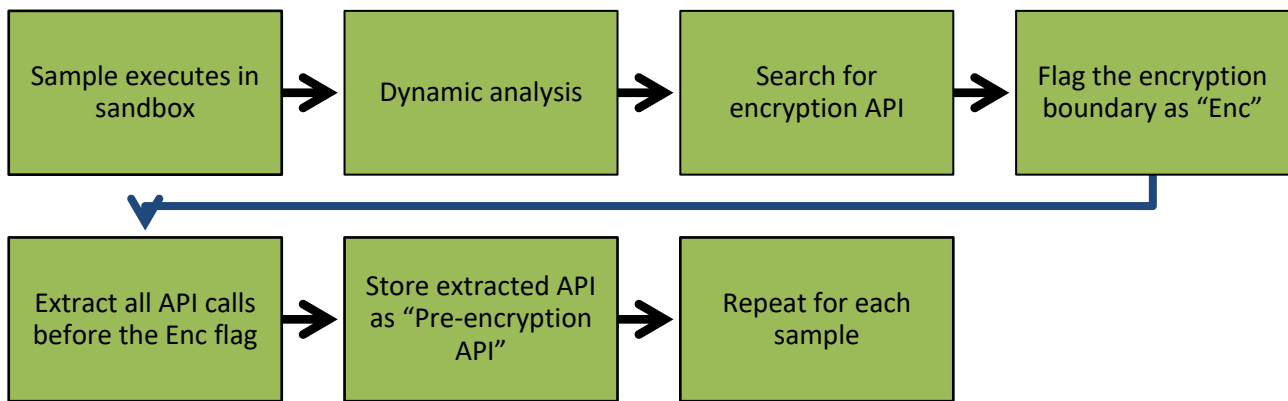 Sample executes in
sandbox
Dynamic analysis
Search for
encryption API
Flag the encryption
boundary as “Enc”
Extract all API calls
before the Enc flag
Store extracted API
as “Pre-encryption
API”
Repeat for each
sample